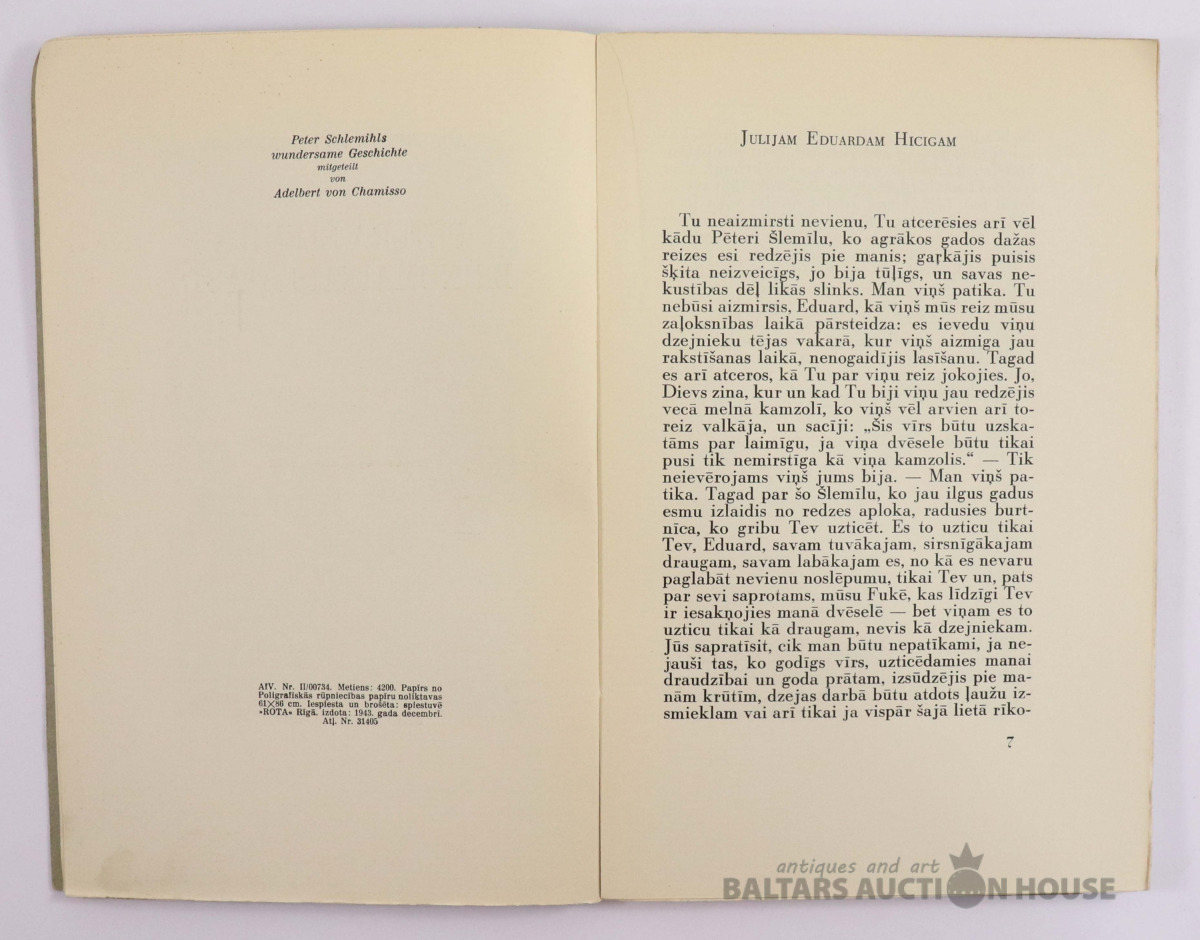 Peter Schlemihls
wundersame Geschichte
mitgeteilt
von
Adelbert von Chamisso
AfV. Nr. II/00734. Metiens: 4200. Papīrs no
Poligrafiskās rūpniecības papīru noliktavas
61×86 cm. Iespiesta un brošēta: spiestuvē
«ROTA» Rīgā. izdota: 1943. gada decembrī.
Atj. Nr. 31405
JULIJAM EDUARDAM HICIGAM
Tu neaizmirsti nevienu, Tu atcerēsies arī vēl
kādu Pēteri Šlemīlu, ko agrākos gados dažas
reizes esi redzējis pie manis; gaŗkājis puisis
šķita neizveicīgs, jo bija tūļīgs, un savas ne-
kustības dēļ likās slinks. Man viņš patika. Tu
nebūsi aizmirsis, Eduard, kā viņš mūs reiz mūsu
zaļoksnības laikā pārsteidza: es ievedu viņu
dzejnieku tējas vakarā, kur viņš aizmiga jau
rakstīšanas laikā, nenogaidījis lasīšanu. Tagad
es arī atceros, kā Tu par viņu reiz jokojies. Jo,
Dievs zina, kur un kad Tu biji viņu jau redzējis
vecā melnā kamzolī, ko viņš vēl arvien arī to-
reiz valkāja, un sacīji: „Šis vīrs būtu uzska-
tāms par laimīgu, ja viņa dvēsele būtu tikai
pusi tik nemirstīga kā viņa kamzolis.“ — Tik
neievērojams viņš jums bija. — Man viņš pa-
tika. Tagad par šo Šlemīlu, ko jau ilgus gadus
esmu izlaidis no redzes aploka, radusies burt-
nīca, ko gribu Tev uzticēt. Es to uzticu tikai
Tev, Eduard, savam tuvākajam, sirsnīgākajam
draugam, savam labākajam es, no kā es nevaru
paglabāt nevienu noslēpumu, tikai Tev un, pats
par sevi saprotams, mūsu Fukē, kas līdzīgi Tev
ir iesakņojies manā dvēselē — bet viņam es to
uzticu tikai kā draugam, nevis kā dzejniekam.
Jūs sapratīsit, cik man būtu nepatīkami, ja ne-
jauši tas, ko godīgs vīrs, uzticēdamies manai
draudzībai un goda prātam, izsūdzējis pie ma-
nām krūtīm, dzejas darbā būtu atdots ļaužu iz-
smieklam vai arī tikai ja vispār šajā lietā rīko-
7
antiques and art
BALTARS AUCTION HOUSE